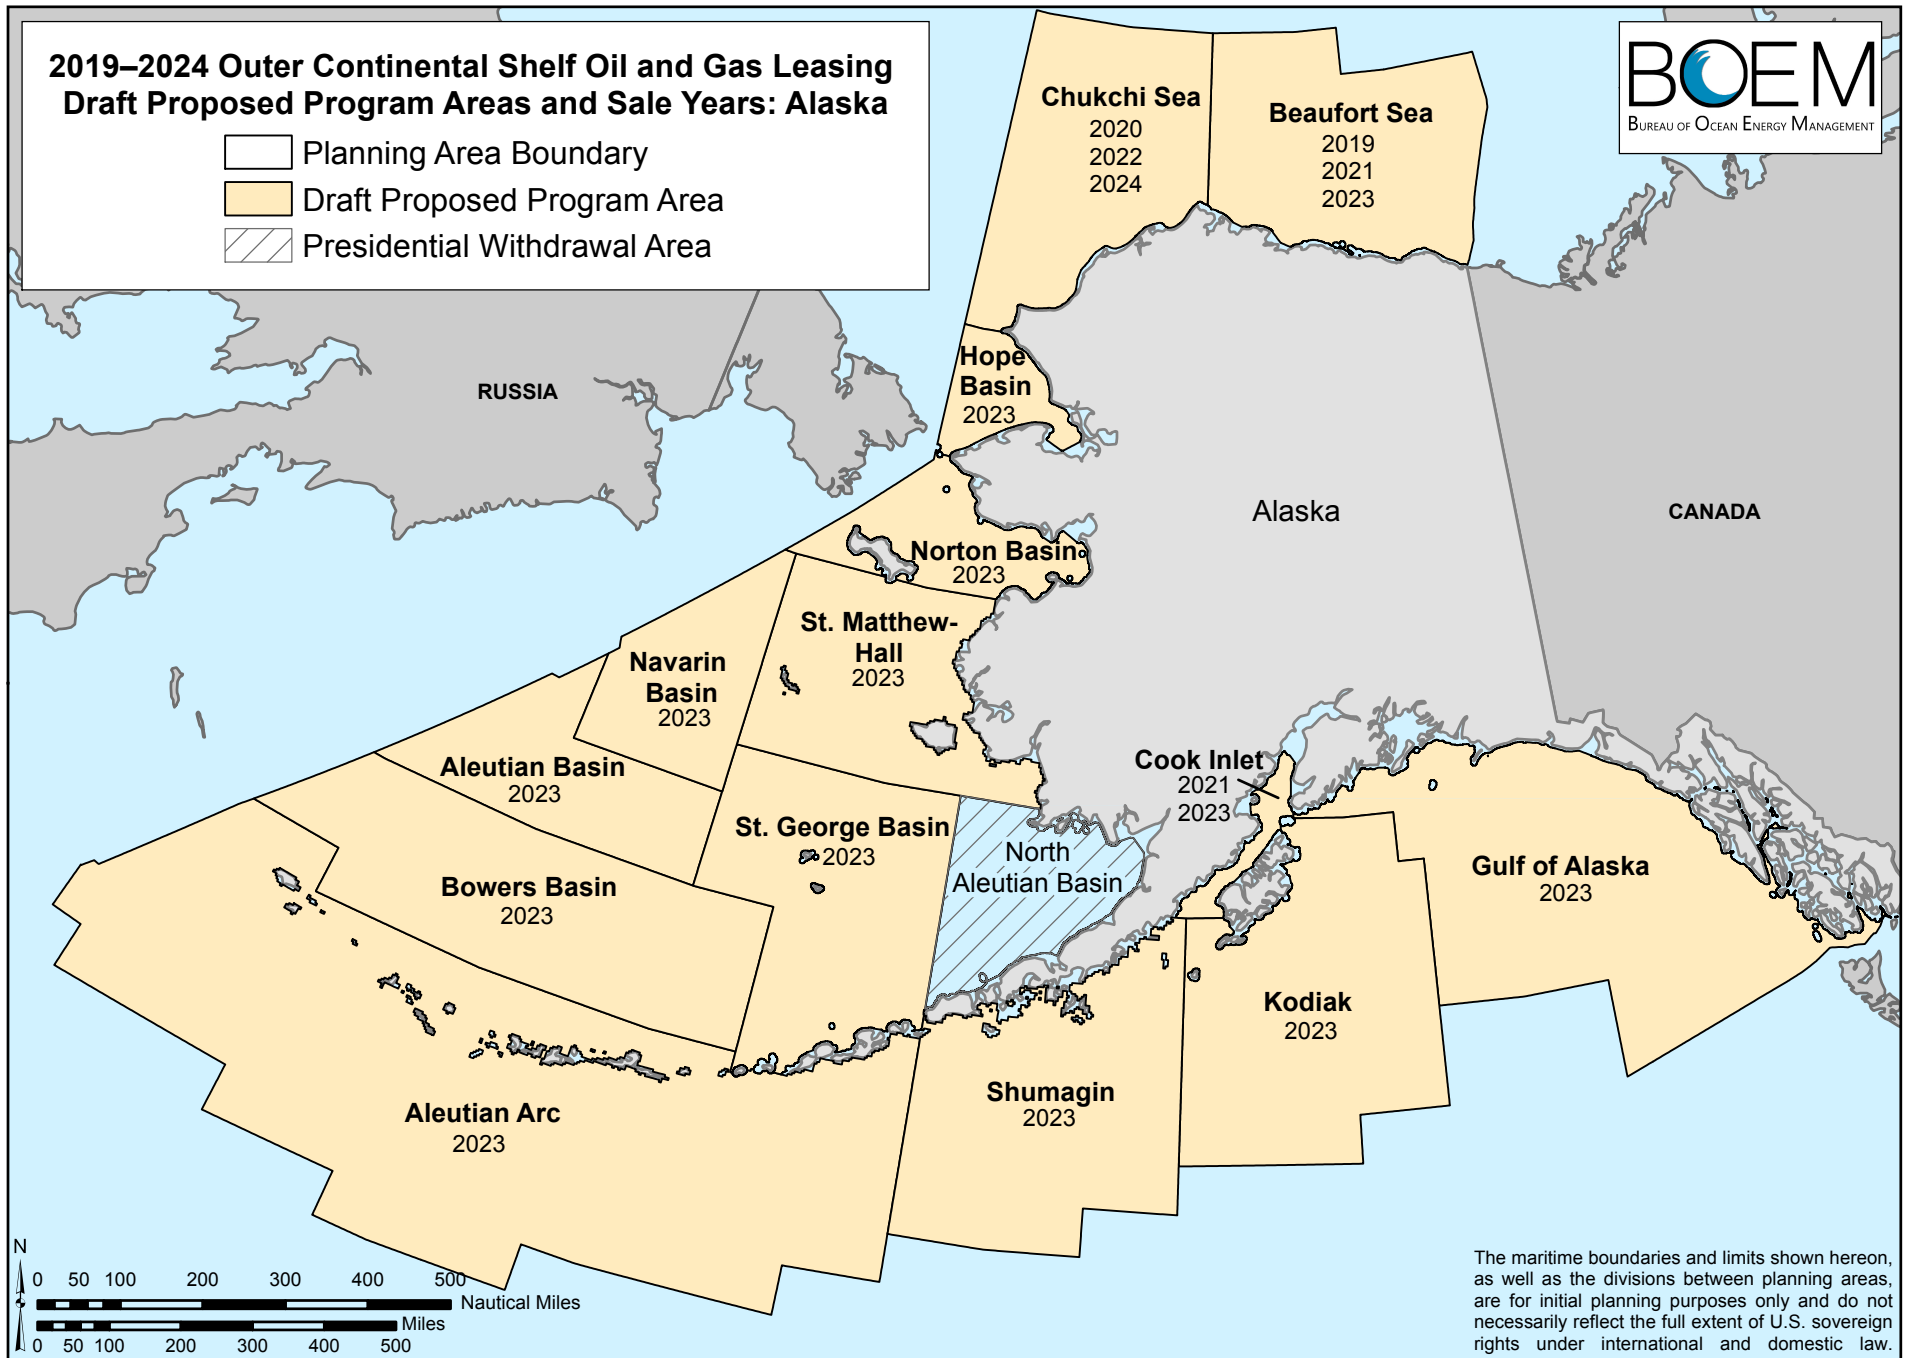 2019–2024 Outer Continental Shelf Oil and Gas Leasing
Draft Proposed Program Areas and Sale Years: Alaska
Planning Area Boundary
Draft Proposed Program Area
Presidential Withdrawal Area
BOEM
BUREAU OF OCEAN ENERGY MANAGEMENT
Chukchi Sea
2020
2022
2024
Beaufort Sea
2019
2021
2023
Hope
Basin
2023
RUSSIA
Alaska
CANADA
Norton Basin
2023
St. Matthew-
Hall
2023
Navarin
Basin
2023
Aleutian Basin
2023
Cook Inlet
2021
2023
St. George Basin
2023
North
Aleutian Basin
Bowers Basin
2023
Gulf of Alaska
2023
Kodiak
2023
Shumagin
2023
Aleutian Arc
2023
N
0 50 100 200 300 400 500
Nautical Miles
Miles
0 50 100 200 300 400 500
The maritime boundaries and limits shown hereon,
as well as the divisions between planning areas,
are for initial planning purposes only and do not
necessarily reflect the full extent of U.S. sovereign
rights under international and domestic law.